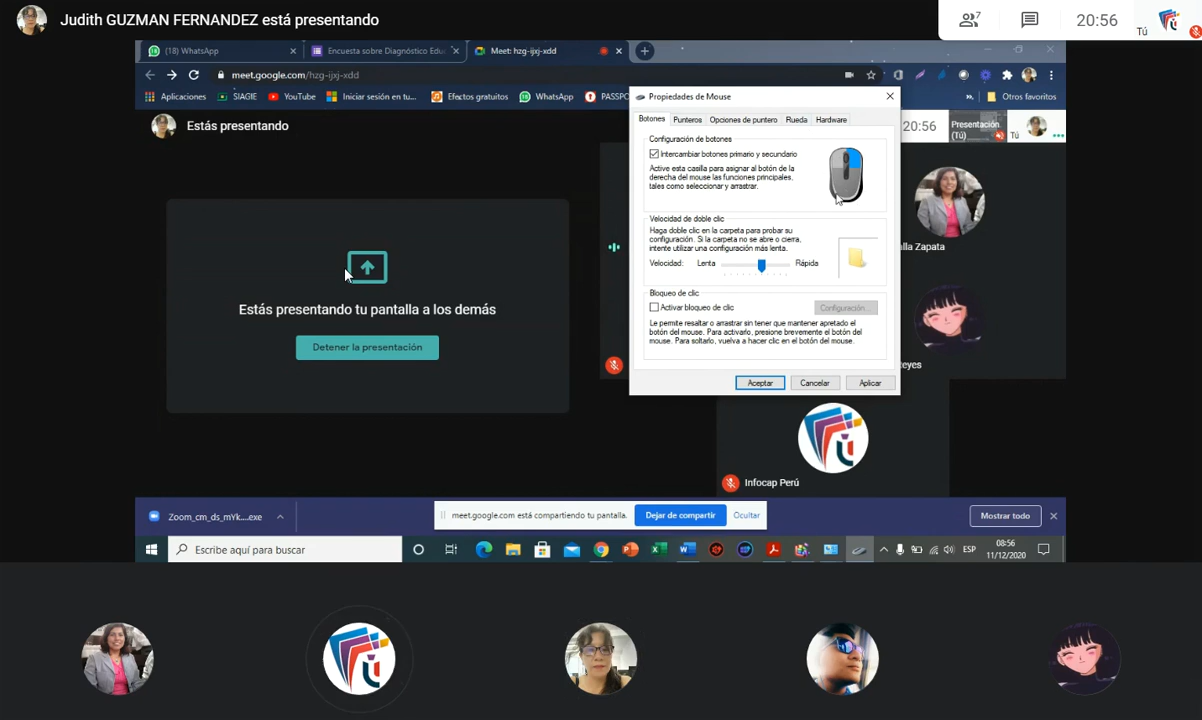 Judith GUZMAN FERNANDEZ está presentando
7
20:56
Tú
(18) WhatsApp
Encuesta sobre Diagnóstico Edu
Meet: hzg-ijxj-xdd
meet.google.com/hzg-ijxj-xdd
Aplicaciones
SIAGIE
YouTube
Iniciar sesión en tu...
Efectos gratuitos
WhatsApp
PASSPO
Otros favoritos
Estás presentando
20:56
Presentación
(Tú)
Tú
Propiedades de Mouse
Botones
Punteros
Opciones de puntero
Rueda
Hardware
Configuración de botones
Intercambiar botones primario y secundario
Active esta casilla para asignar al botón de la
derecha del mouse las funciones principales,
tales como seleccionar y arrastrar.
Velocidad de doble clic
Haga doble clic en la carpeta para probar su
configuración. Si la carpeta no se abre o cierra,
intente utilizar una configuración más lenta.
Velocidad:
Lenta
Rápida
Bloqueo de clic
Activar bloqueo de clic
Configuración...
Le permite resaltar o arrastrar sin tener que mantener apretado el
botón del mouse. Para activarlo, presione brevemente el botón del
mouse. Para soltarlo, vuelva a hacer clic en el botón del mouse.
Aceptar
Cancelar
Aplicar
Estás presentando tu pantalla a los demás
Detener la presentación
lla Zapata
eyes
Infocap Perú
Zoom_cm_ds_mYk....exe
meet.google.com está compartiendo tu pantalla.
Dejar de compartir
Ocultar
Mostrar todo
Escribe aquí para buscar
ESP
08:56
11/12/2020